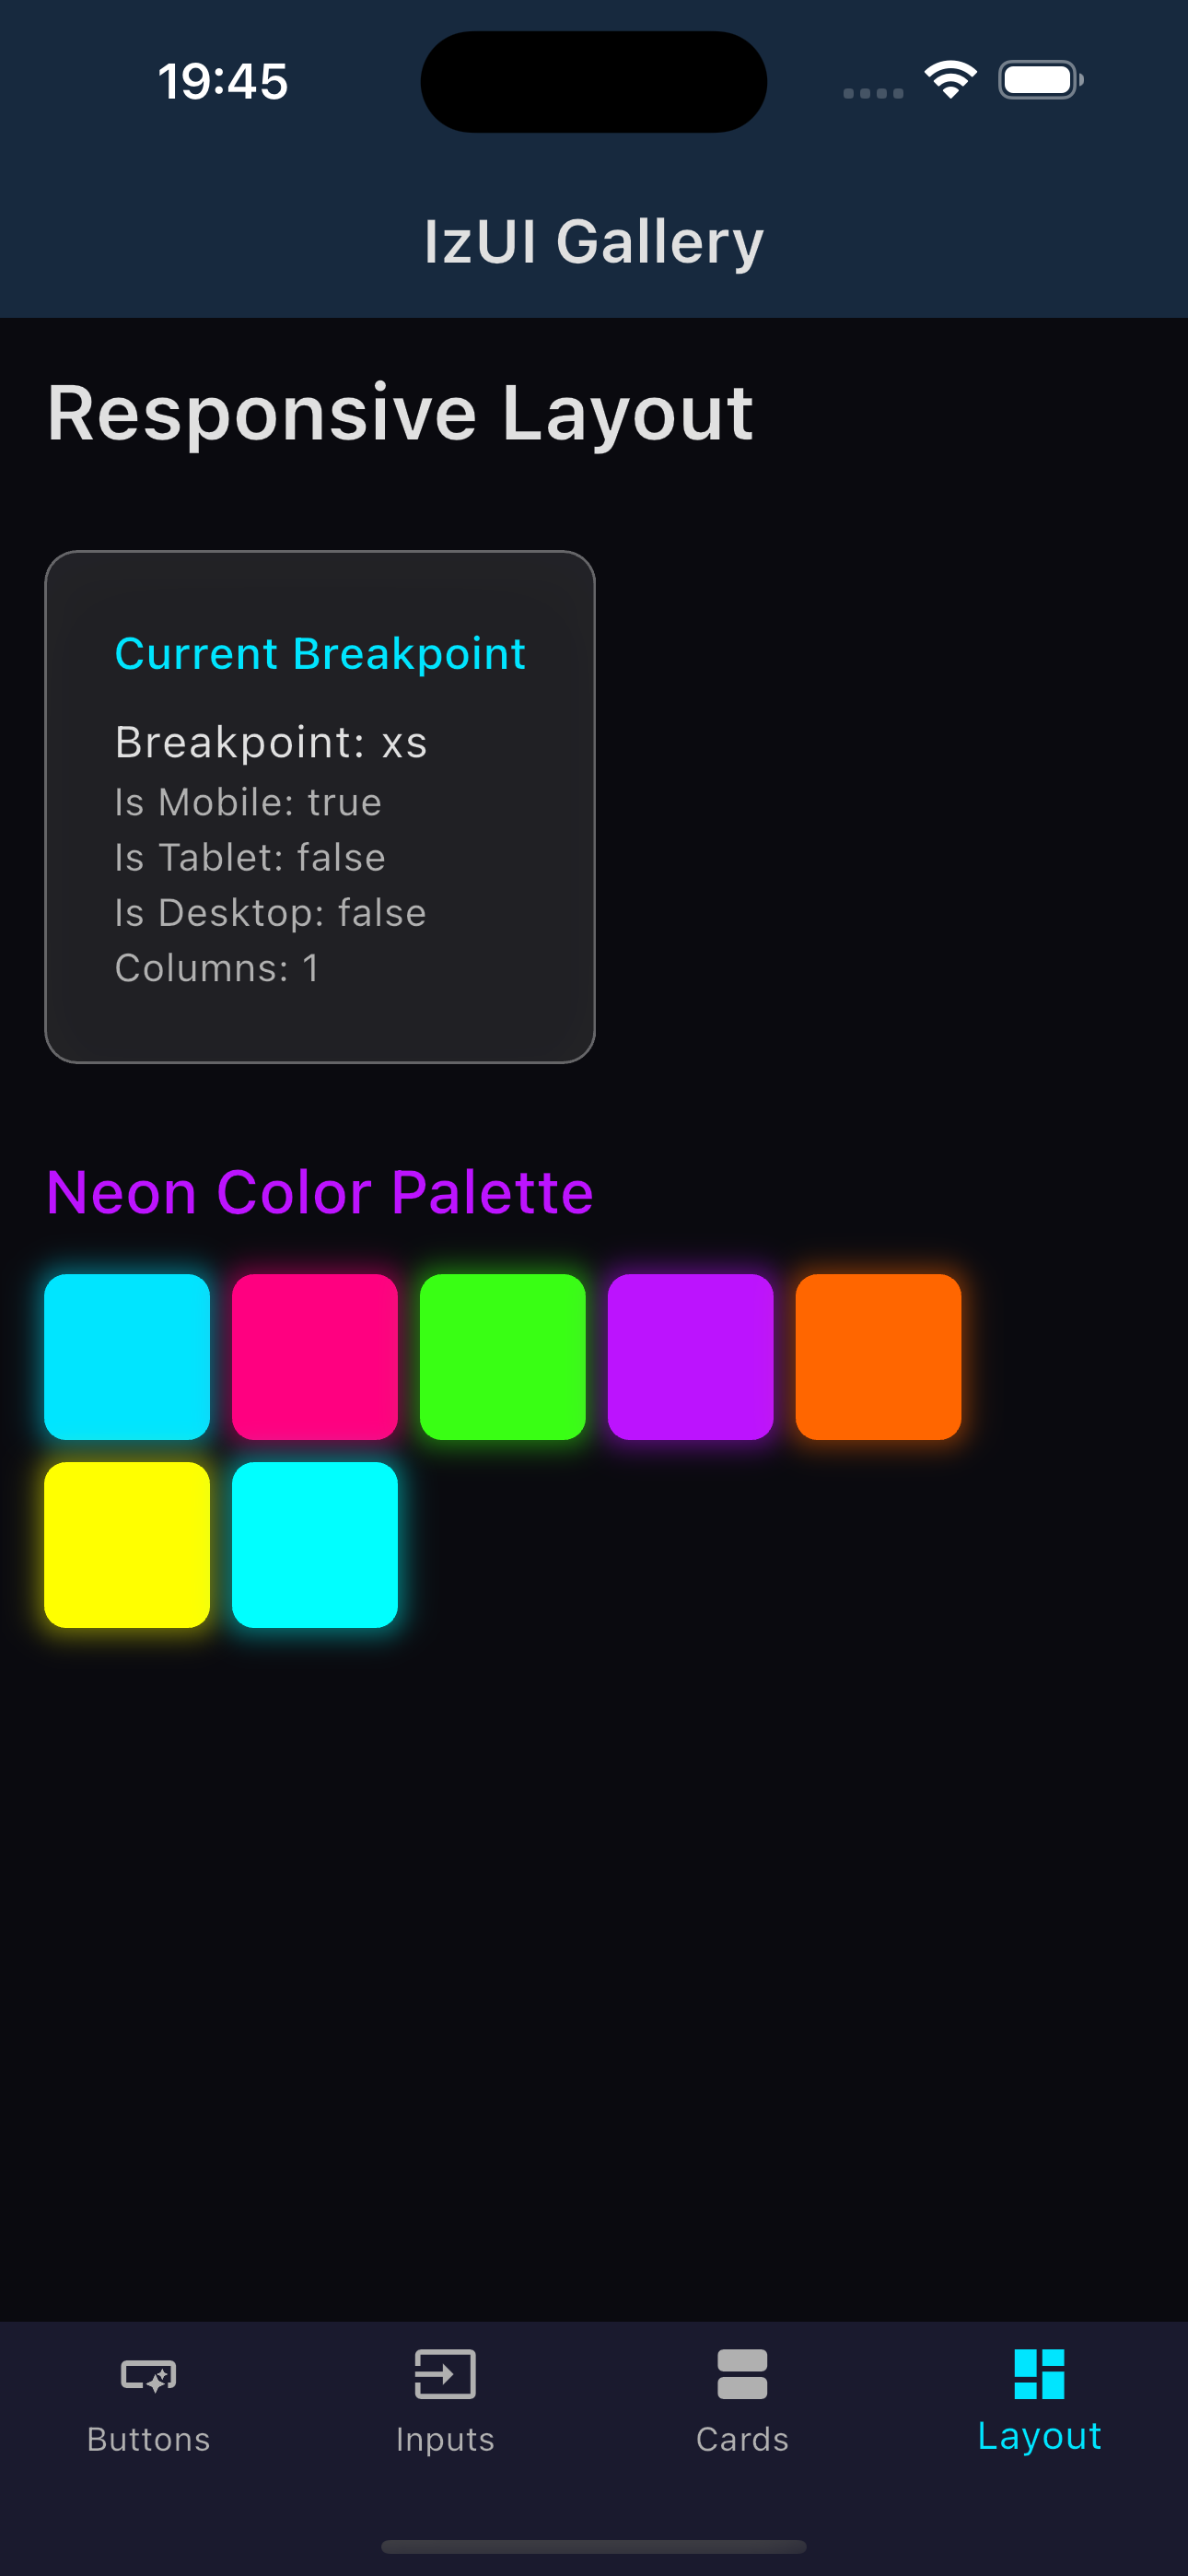 19:45
IzUI Gallery
Responsive Layout
Current Breakpoint
Breakpoint: xs
Is Mobile: true
Is Tablet: false
Is Desktop: false
Columns: 1
Neon Color Palette
Buttons
Inputs
Cards
Layout